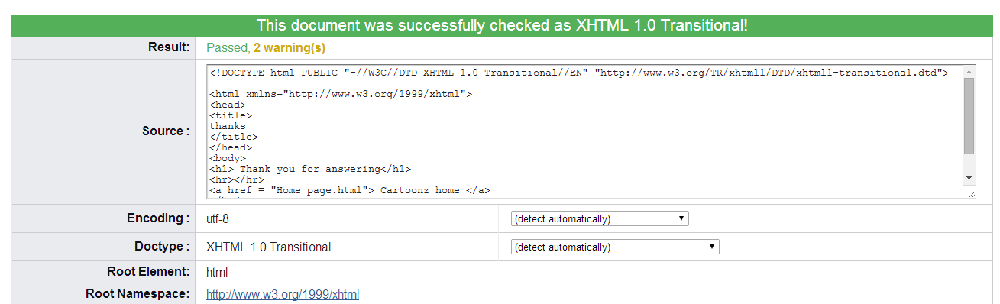 This document was successfully checked as XHTML 1.0 Transitional!
Result: Passed, 2 warning(s)
Source :
<!DOCTYPE html PUBLIC "-//W3C//DTD XHTML 1.0 Transitional//EN" "http://www.w3.org/TR/xhtml1/DTD/xhtml1-transitional.dtd">
<html xmlns="http://www.w3.org/1999/xhtml">
<head>
<title>
thanks
</title>
</head>
<body>
<h1> Thank you for answering</h1>
<hr></hr>
<a href = "Home page.html"> Cartoonz home </a>
Encoding : utf-8 (detect automatically)
Doctype : XHTML 1.0 Transitional (detect automatically)
Root Element: html
Root Namespace: http://www.w3.org/1999/xhtml